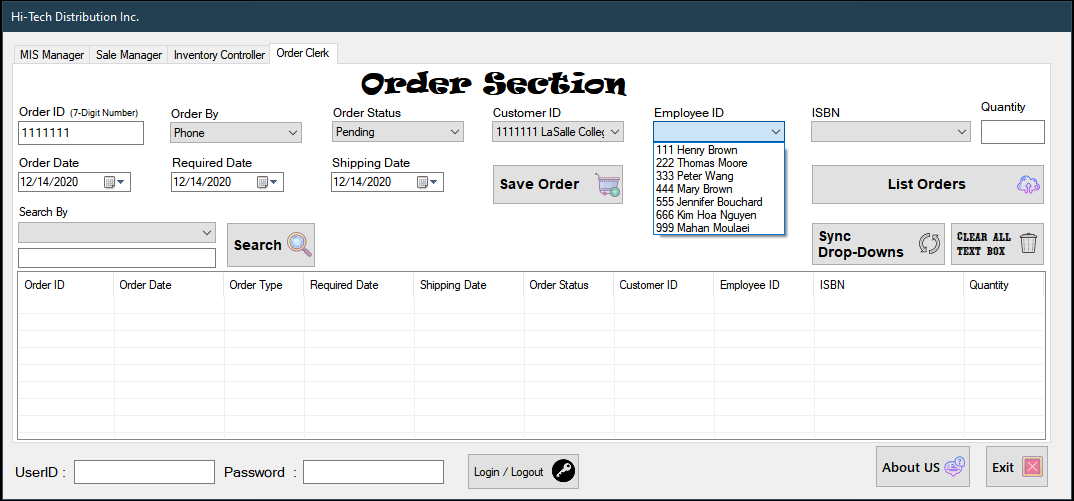 Hi-Tech Distribution Inc.
MIS Manager Sale Manager Inventory Controller Order Clerk
Order Section
Order ID (7-Digit Number) Order By Order Status Customer ID Employee ID ISBN Quantity
1111111 Phone Pending 1111111 LaSalle Colleg
111 Henry Brown
222 Thomas Moore
333 Peter Wang
444 Mary Brown
555 Jennifer Bouchard
666 Kim Hoa Nguyen
999 Mahan Moulaei
Order Date Required Date Shipping Date
12/14/2020 12/14/2020 12/14/2020
Save Order List Orders
Search By
Search
Sync
Drop-Downs
CLEAR ALL
TEXT BOX
Order ID Order Date Order Type Required Date Shipping Date Order Status Customer ID Employee ID ISBN Quantity
UserID : Password : Login / Logout About US Exit